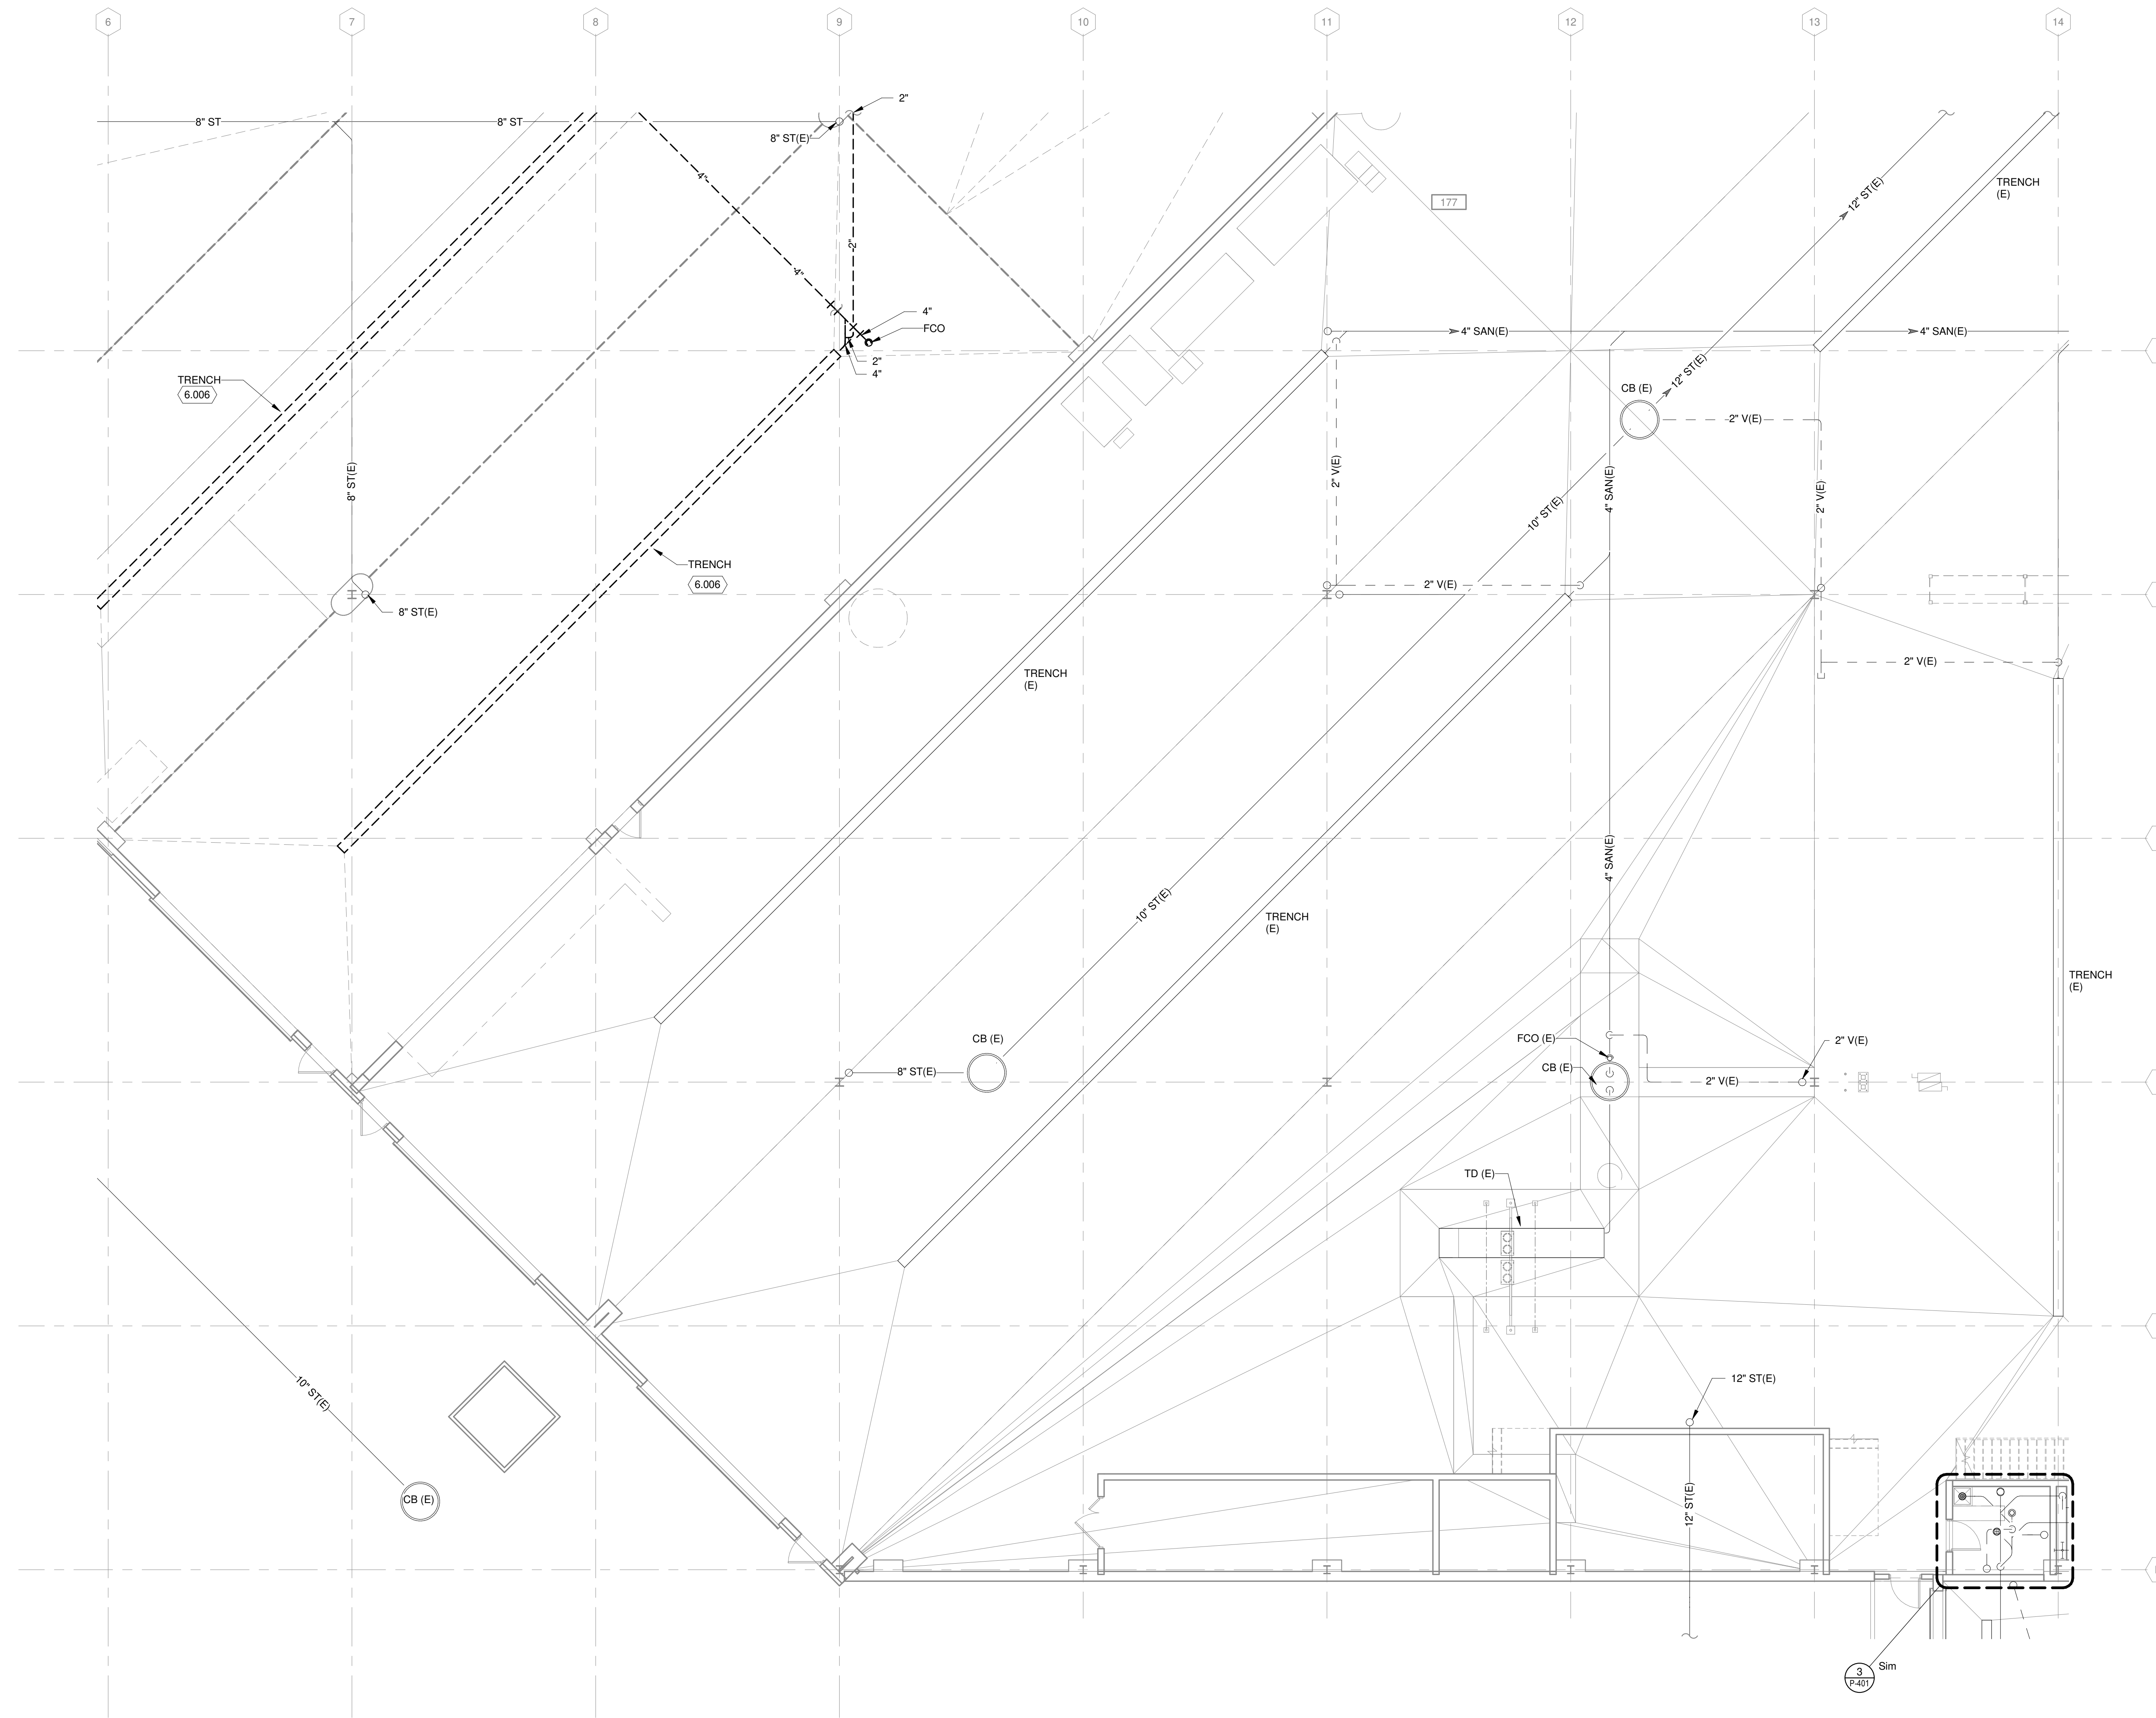 6
7
8
9
10
11
12
13
14
2"
8" ST
8" ST
8" ST(E)
4"
TRENCH
(E)
12" ST(E)
177
2"
4"
4"
FCO
4" SAN(E)
4" SAN(E)
2"
4"
TRENCH
6.006
12" ST(E)
CB (E)
2" V(E)
8" ST(E)
2" V(E)
4" SAN(E)
2" V(E)
10" ST(E)
TRENCH
6.006
2" V(E)
8" ST(E)
2" V(E)
TRENCH
(E)
4" SAN(E)
10" ST(E)
TRENCH
(E)
TRENCH
(E)
CB (E)
FCO (E)
2" V(E)
8" ST(E)
CB (E)
2" V(E)
TD (E)
12" ST(E)
10" ST(E)
CB (E)
12" ST(E)
3
Sim
P-401